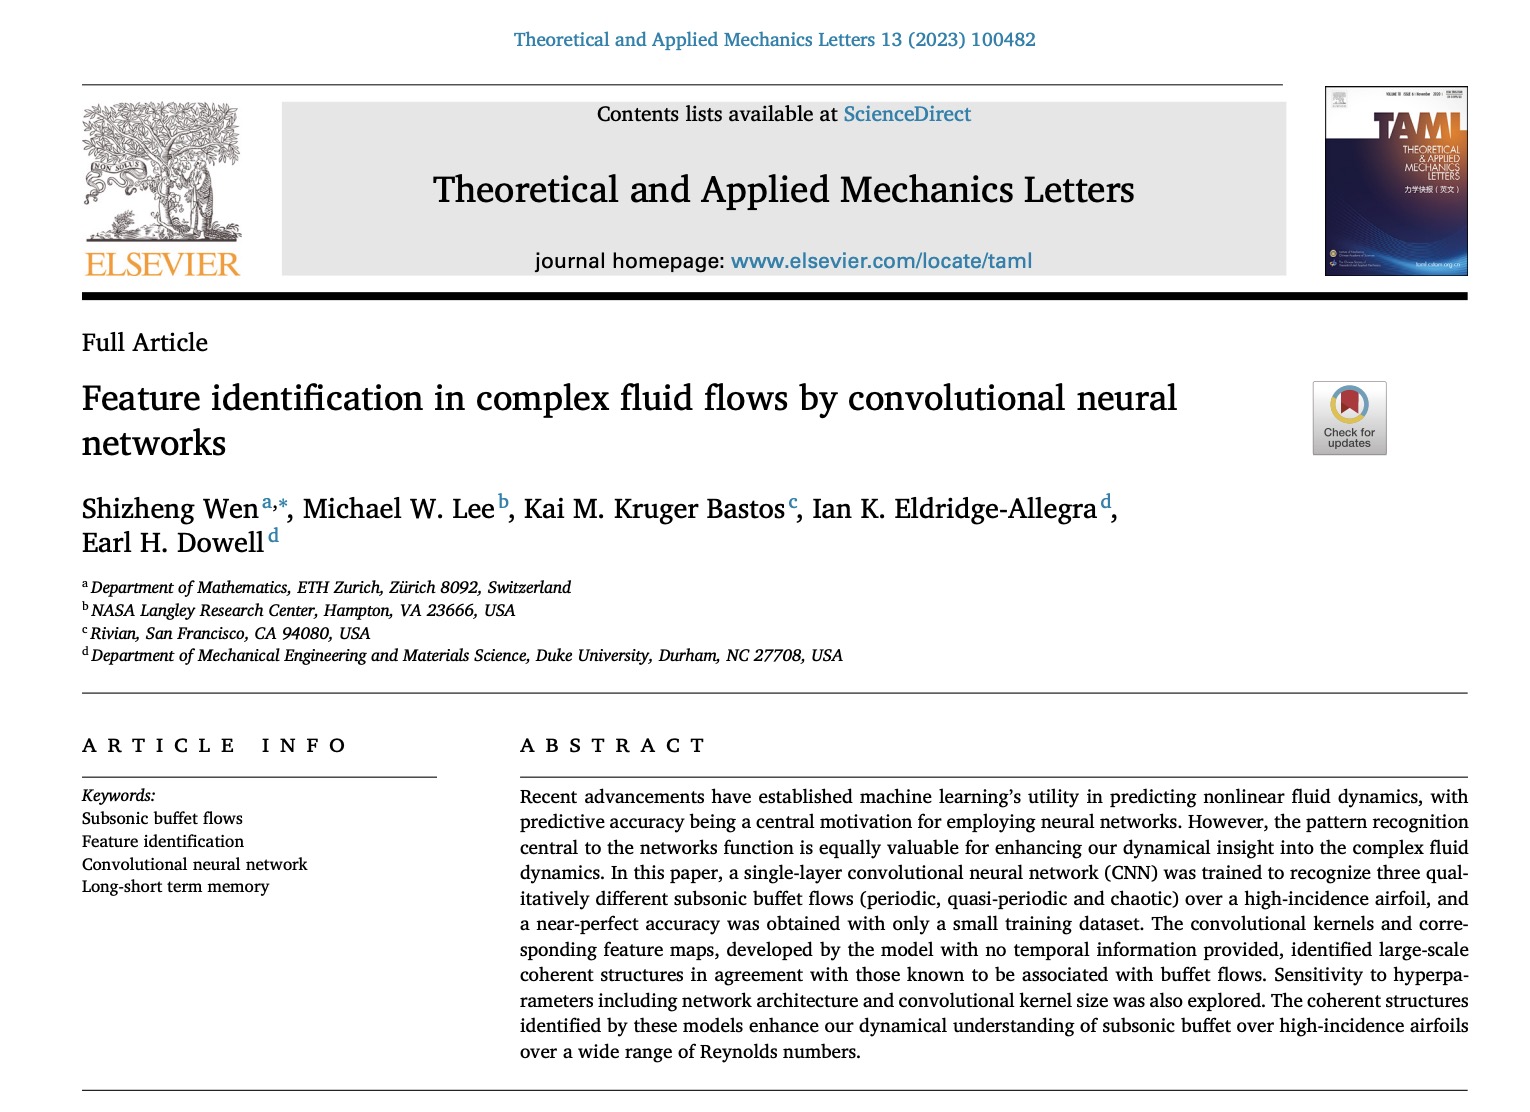 Theoretical and Applied Mechanics Letters 13 (2023) 100482
Contents lists available at ScienceDirect
Theoretical and Applied Mechanics Letters
journal homepage: www.elsevier.com/locate/taml
NON SOLUS
ELSEVIER
TAML
THEORETICAL
& APPLIED
MECHANICS
LETTERS
力学快报(英文)
Full Article
Feature identification in complex fluid flows by convolutional neural
networks
Check for
updates
Shizheng Wen a,*, Michael W. Lee b, Kai M. Kruger Bastos c, Ian K. Eldridge-Allegra d,
Earl H. Dowell d
a Department of Mathematics, ETH Zurich, Zürich 8092, Switzerland
b NASA Langley Research Center, Hampton, VA 23666, USA
c Rivian, San Francisco, CA 94080, USA
d Department of Mechanical Engineering and Materials Science, Duke University, Durham, NC 27708, USA
ARTICLE INFO
Keywords:
Subsonic buffet flows
Feature identification
Convolutional neural network
Long-short term memory
ABSTRACT
Recent advancements have established machine learning's utility in predicting nonlinear fluid dynamics, with
predictive accuracy being a central motivation for employing neural networks. However, the pattern recognition
central to the networks function is equally valuable for enhancing our dynamical insight into the complex fluid
dynamics. In this paper, a single-layer convolutional neural network (CNN) was trained to recognize three qual-
itatively different subsonic buffet flows (periodic, quasi-periodic and chaotic) over a high-incidence airfoil, and
a near-perfect accuracy was obtained with only a small training dataset. The convolutional kernels and corre-
sponding feature maps, developed by the model with no temporal information provided, identified large-scale
coherent structures in agreement with those known to be associated with buffet flows. Sensitivity to hyperpa-
rameters including network architecture and convolutional kernel size was also explored. The coherent structures
identified by these models enhance our dynamical understanding of subsonic buffet over high-incidence airfoils
over a wide range of Reynolds numbers.